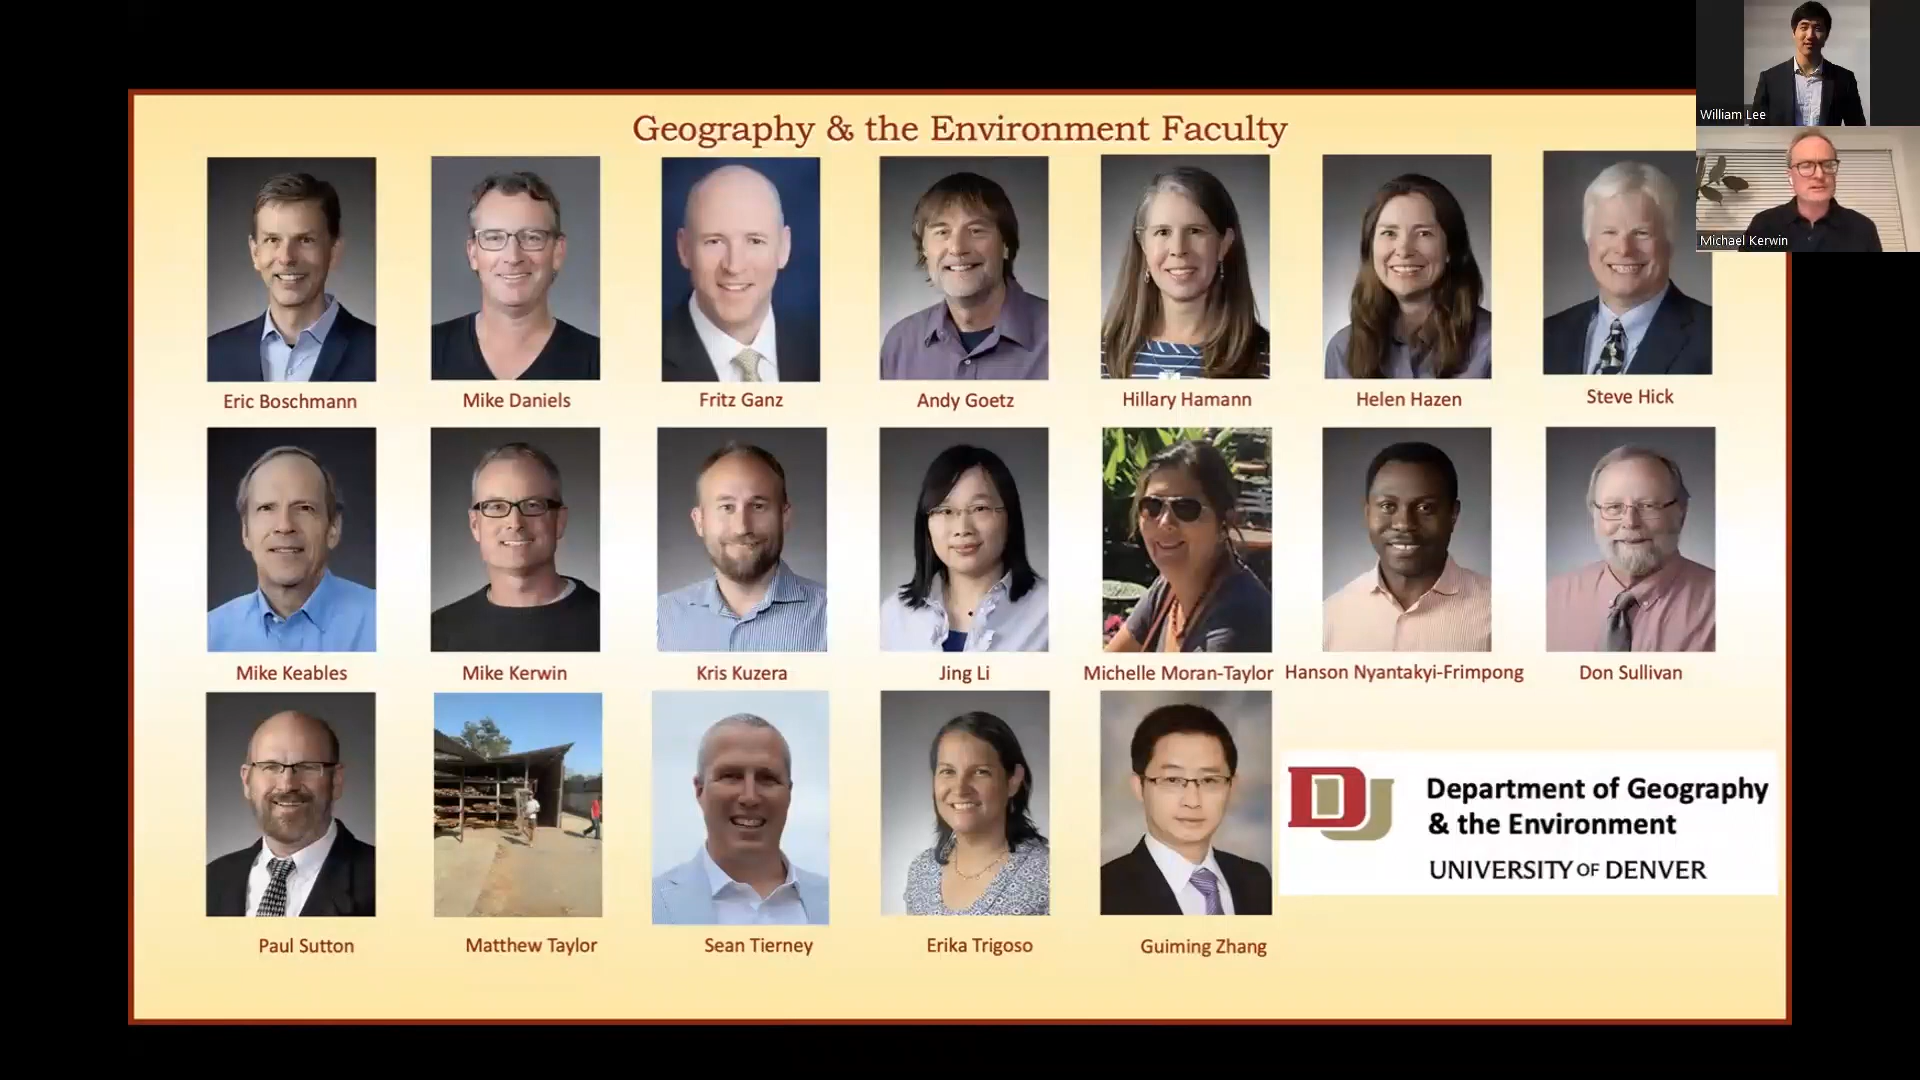 William Lee
Michael Kerwin
Geography & the Environment Faculty
Eric Boschmann
Mike Daniels
Fritz Ganz
Andy Goetz
Hillary Hamann
Helen Hazen
Steve Hick
Mike Keables
Mike Kerwin
Kris Kuzera
Jing Li
Michelle Moran-Taylor
Hanson Nyantakyi-Frimpong
Don Sullivan
Paul Sutton
Matthew Taylor
Sean Tierney
Erika Trigoso
Guiming Zhang
DU
Department of Geography
& the Environment
UNIVERSITY OF DENVER